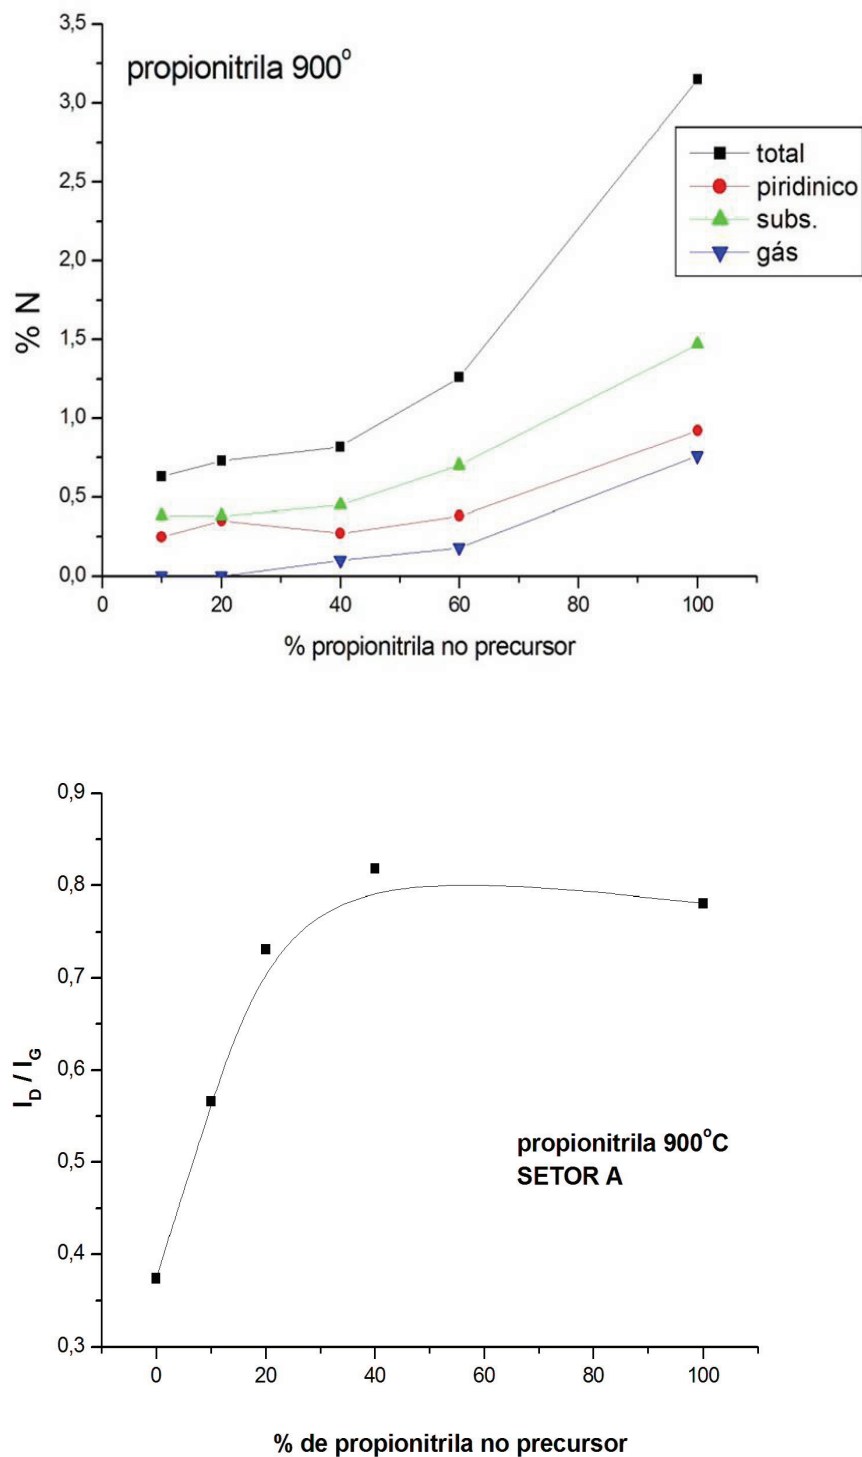 3,5
propionitrila 900°
3,0
total
piridinico
subs.
gás
2,5
2,0
% N
1,5
1,0
0,5
0,0
0 20 40 60 80 100
% propionitrila no precursor
0,9
0,8
0,7
0,6
I_D / I_G
propionitrila 900°C
SETOR A
0,5
0,4
0,3
0 20 40 60 80 100
% de propionitrila no precursor